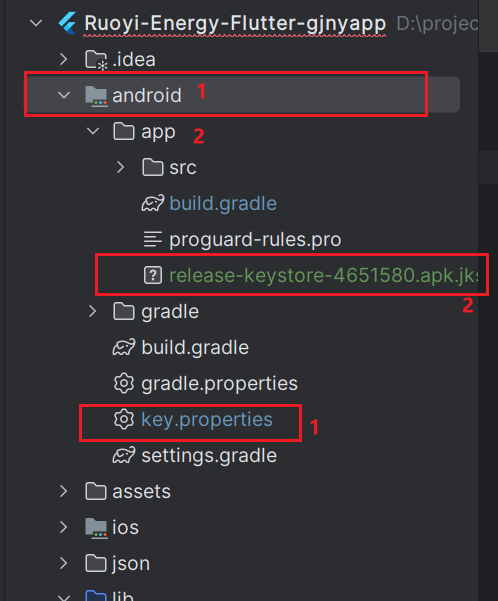 Ruoyi-Energy-Flutter-gjnyapp D:\projec
.idea
android 1
app 2
src
build.gradle
proguard-rules.pro
release-keystore-4651580.apk.jks
2
gradle
build.gradle
gradle.properties
key.properties 1
settings.gradle
assets
ios
json
lib